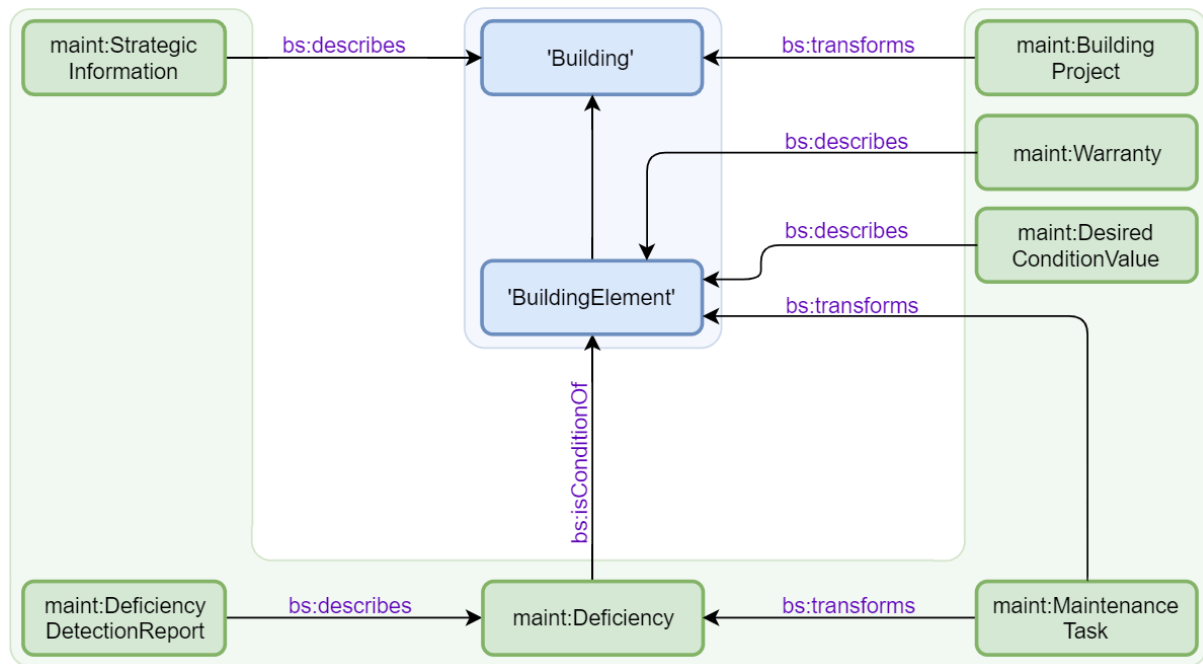 maint:Strategic
Information
bs:describes
'Building'
bs:transforms
maint:Building
Project
bs:describes
maint:Warranty
bs:describes
maint:Desired
ConditionValue
'BuildingElement'
bs:transforms
bs:isConditionOf
maint:Deficiency
DetectionReport
bs:describes
maint:Deficiency
bs:transforms
maint:Maintenance
Task